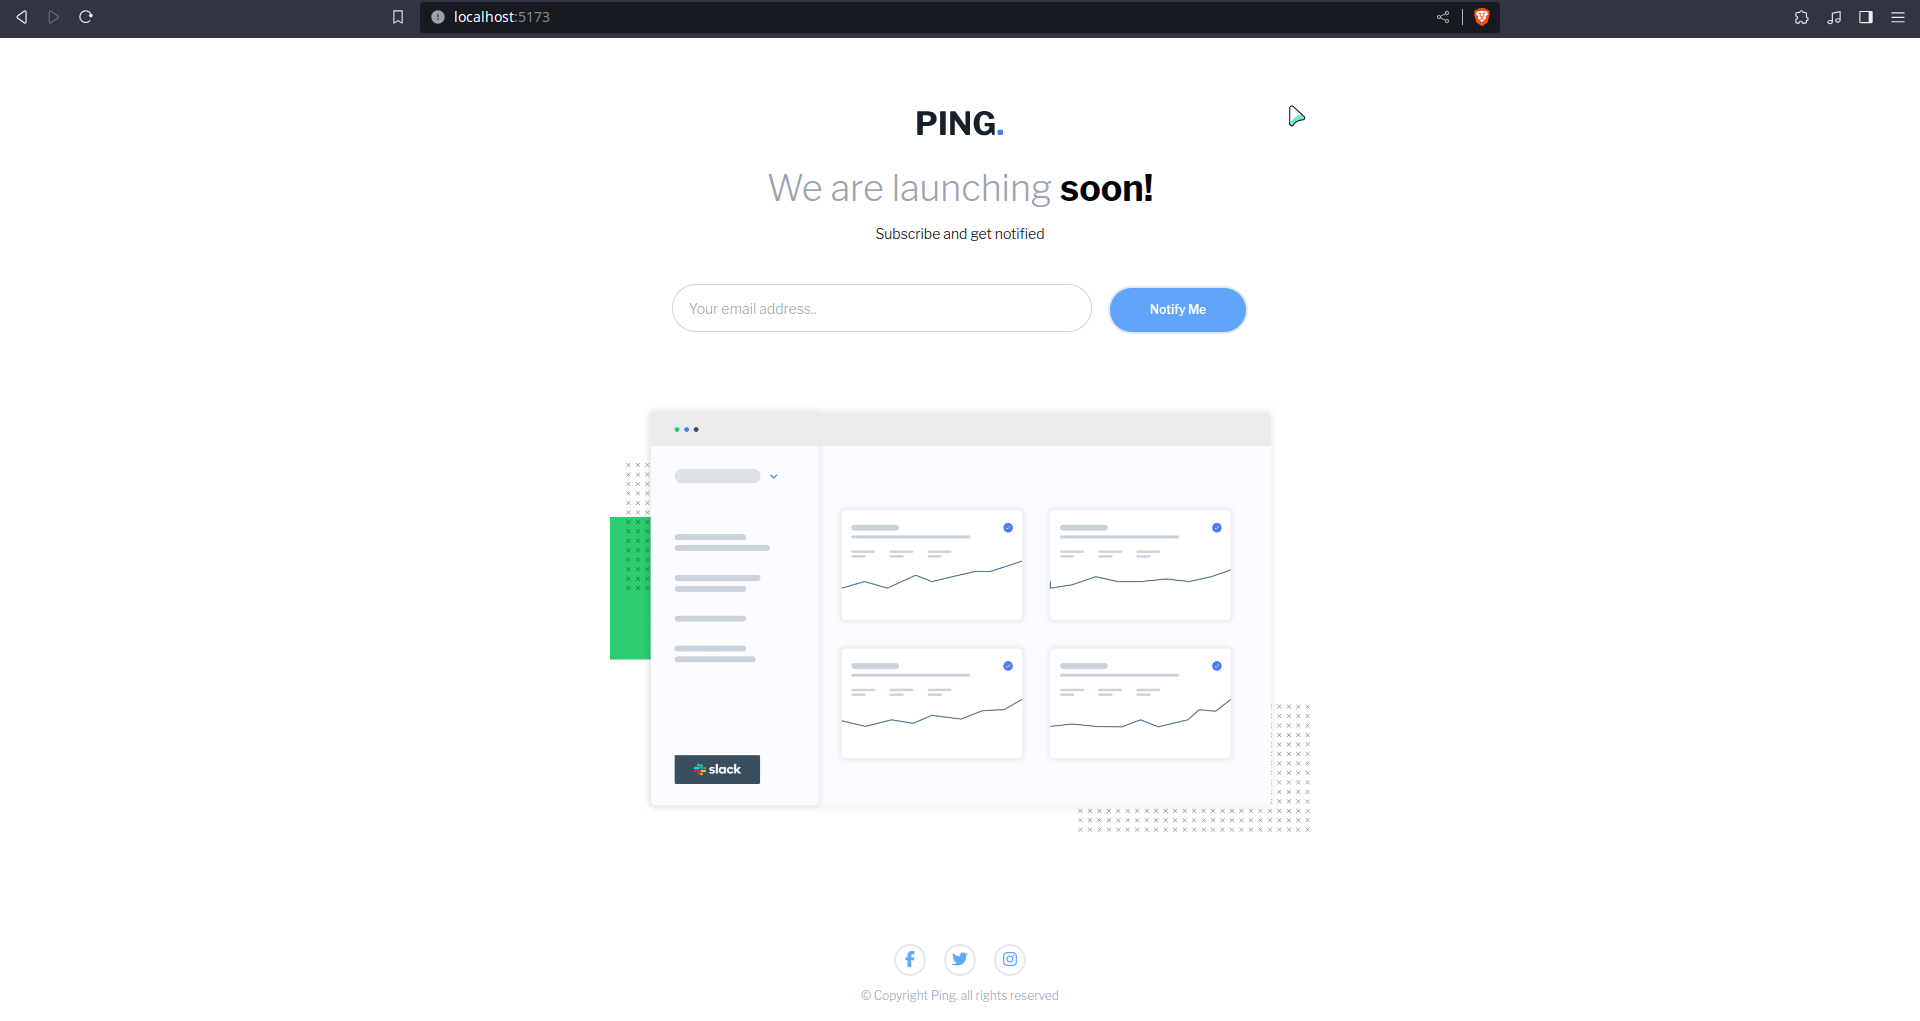 localhost:5173
PING.
We are launching soon!
Subscribe and get notified
Your email address..
Notify Me
slack
© Copyright Ping. all rights reserved